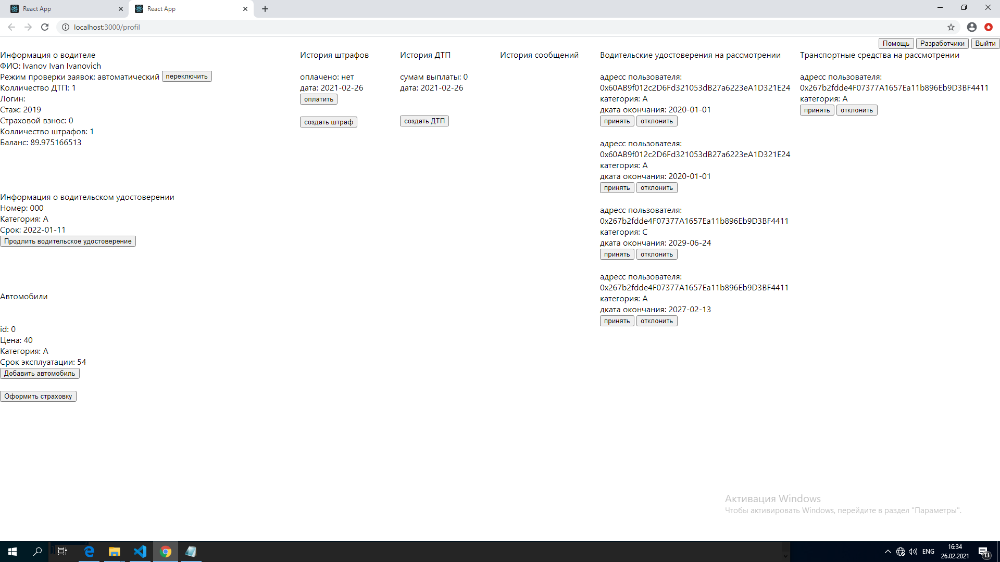 React App
React App
localhost:3000/profil
Помощь
Разработчики
Выйти
Информация о водителе
ФИО: Ivanov Ivan Ivanovich
Режим проверки заявок: автоматический переключить
Колличество ДТП: 1
Логин:
Стаж: 2019
Страховой взнос: 0
Колличество штрафов: 1
Баланс: 89.975166513
Информация о водительском удостоверении
Номер: 000
Категория: A
Срок: 2022-01-11
Продлить водительское удостоверение
Автомобили
id: 0
Цена: 40
Категория: A
Срок эксплуатации: 54
Добавить автомобиль
Оформить страховку
История штрафов
оплачено: нет
дата: 2021-02-26
оплатить
создать штраф
История ДТП
сумам выплаты: 0
дата: 2021-02-26
создать ДТП
История сообщений
Водительские удостоверения на рассмотрении
адресс пользователя:
0x60AB9f012c2D6Fd321053dB27a6223eA1D321E24
категория: A
дката окончания: 2020-01-01
принять отклонить
адресс пользователя:
0x60AB9f012c2D6Fd321053dB27a6223eA1D321E24
категория: A
дката окончания: 2020-01-01
принять отклонить
адресс пользователя:
0x267b2fdde4F07377A1657Ea11b896Eb9D3BF4411
категория: C
дката окончания: 2029-06-24
принять отклонить
адресс пользователя:
0x267b2fdde4F07377A1657Ea11b896Eb9D3BF4411
категория: A
дката окончания: 2027-02-13
принять отклонить
Транспортные средства на рассмотрении
адресс пользователя:
0x267b2fdde4F07377A1657Ea11b896Eb9D3BF4411
категория: A
принять отклонить
Активация Windows
Чтобы активировать Windows, перейдите в раздел "Параметры".
ENG
16:34
26.02.2021
13